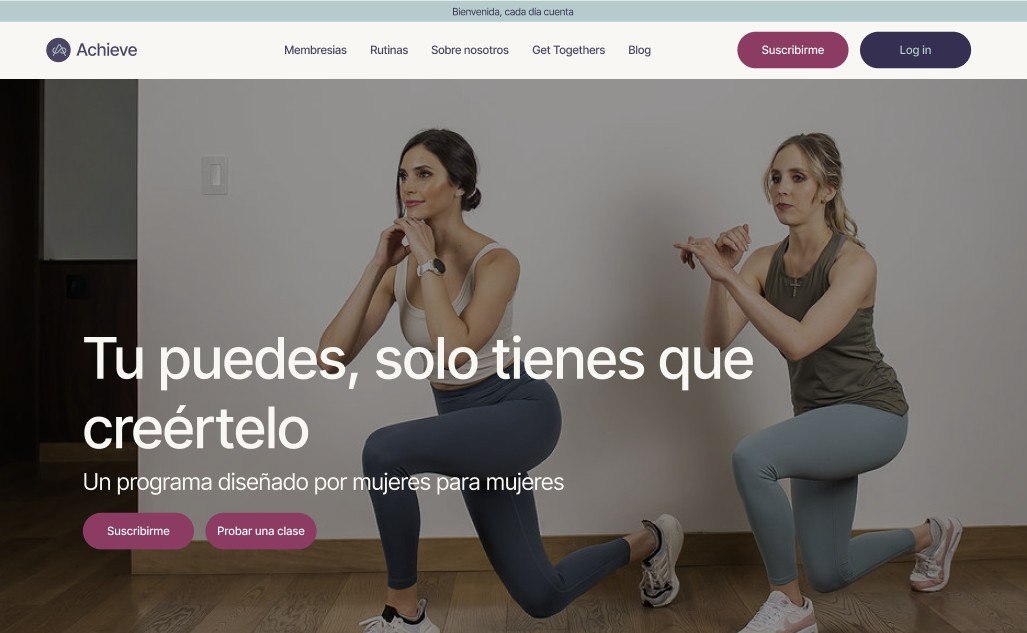 Bienvenida, cada día cuenta
Achieve
Membresias
Rutinas
Sobre nosotros
Get Togethers
Blog
Suscribirme
Log in
Tu puedes, solo tienes que
creértelo
Un programa diseñado por mujeres para mujeres
Suscribirme
Probar una clase